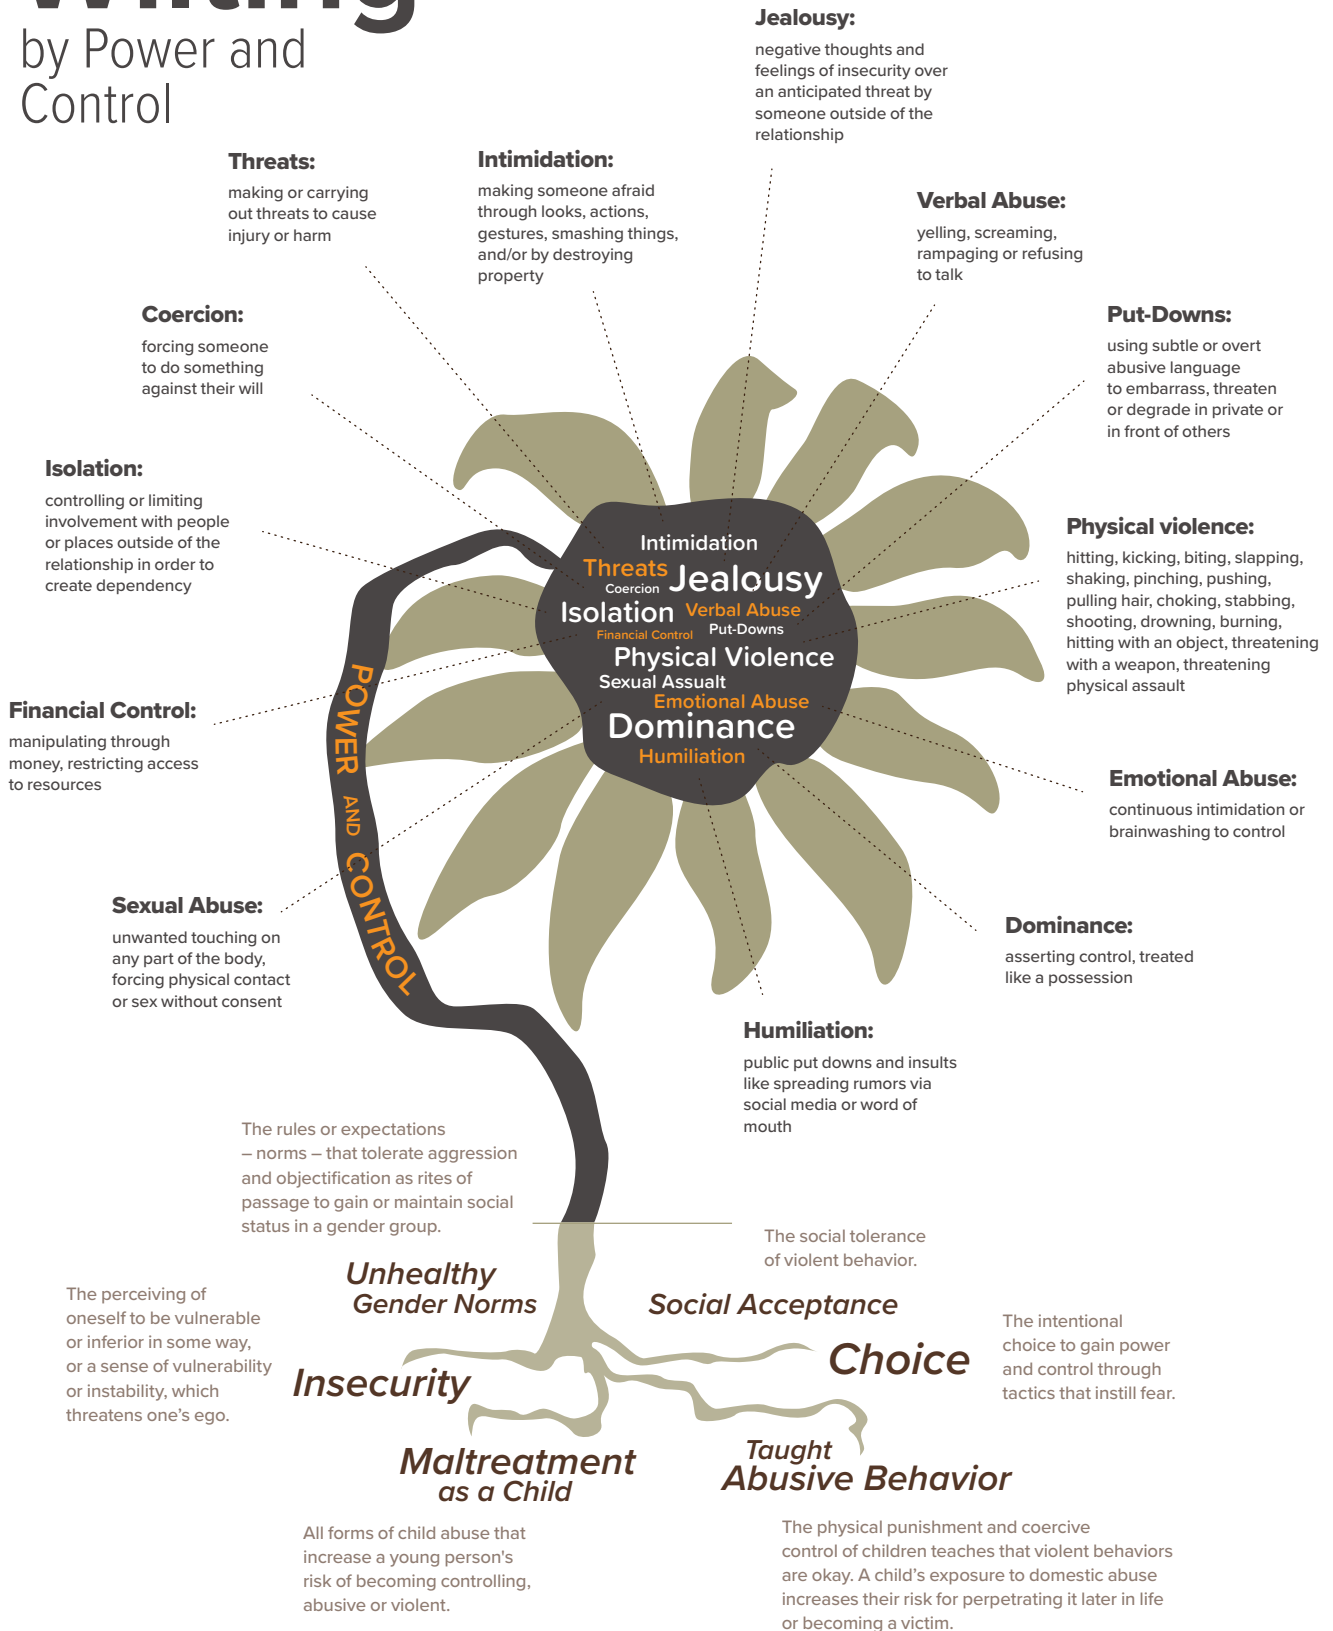 by Power and
Control
Jealousy:
negative thoughts and
feelings of insecurity over
an anticipated threat by
someone outside of the
relationship
Threats:
making or carrying
out threats to cause
injury or harm
Intimidation:
making someone afraid
through looks, actions,
gestures, smashing things,
and/or by destroying
property
Verbal Abuse:
yelling, screaming,
rampaging or refusing
to talk
Coercion:
forcing someone
to do something
against their will
Put-Downs:
using subtle or overt
abusive language
to embarrass, threaten
or degrade in private or
in front of others
Isolation:
controlling or limiting
involvement with people
or places outside of the
relationship in order to
create dependency
Physical violence:
hitting, kicking, biting, slapping,
shaking, pinching, pushing,
pulling hair, choking, stabbing,
shooting, drowning, burning,
hitting with an object, threatening
with a weapon, threatening
physical assault
Intimidation
Threats
Jealousy
Coercion
Isolation
Verbal Abuse
Financial Control
Put-Downs
Physical Violence
Sexual Assualt
Emotional Abuse
Dominance
Humiliation
POWER AND CONTROL
Financial Control:
manipulating through
money, restricting access
to resources
Emotional Abuse:
continuous intimidation or
brainwashing to control
Sexual Abuse:
unwanted touching on
any part of the body,
forcing physical contact
or sex without consent
Dominance:
asserting control, treated
like a possession
Humiliation:
public put downs and insults
like spreading rumors via
social media or word of
mouth
The rules or expectations
– norms – that tolerate aggression
and objectification as rites of
passage to gain or maintain social
status in a gender group.
The social tolerance
of violent behavior.
Unhealthy
Gender Norms
Social Acceptance
The perceiving of
oneself to be vulnerable
or inferior in some way,
or a sense of vulnerability
or instability, which
threatens one’s ego.
Insecurity
Choice
The intentional
choice to gain power
and control through
tactics that instill fear.
Maltreatment
as a Child
Taught
Abusive Behavior
All forms of child abuse that
increase a young person's
risk of becoming controlling,
abusive or violent.
The physical punishment and coercive
control of children teaches that violent behaviors
are okay. A child’s exposure to domestic abuse
increases their risk for perpetrating it later in life
or becoming a victim.